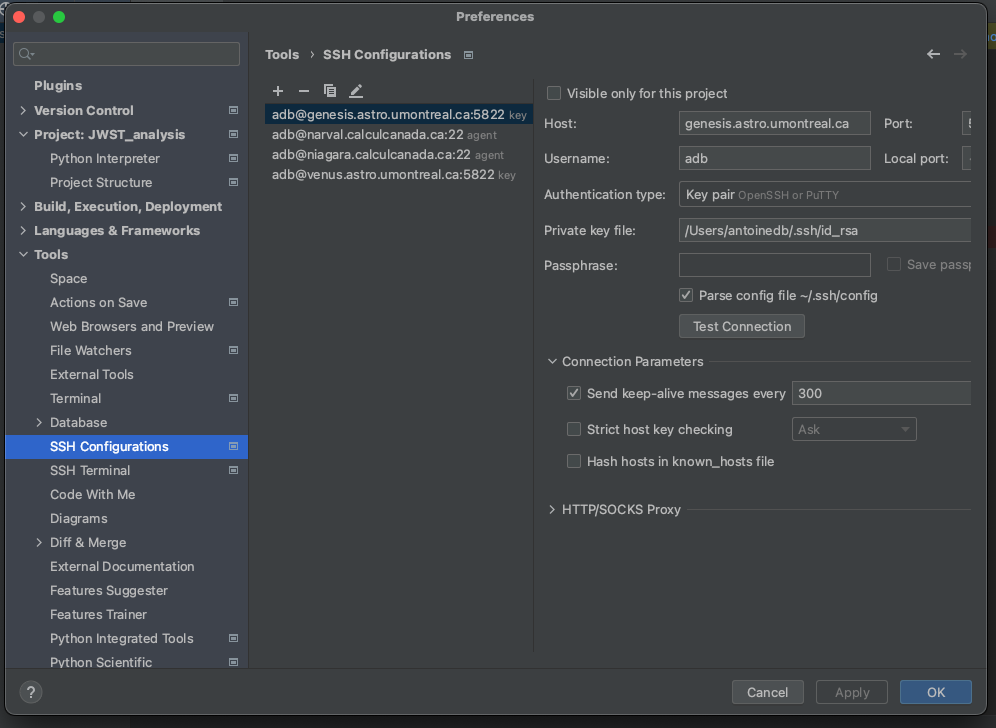 Preferences
Tools › SSH Configurations
Plugins
Version Control
Project: JWST_analysis
Python Interpreter
Project Structure
Build, Execution, Deployment
Languages & Frameworks
Tools
Space
Actions on Save
Web Browsers and Preview
File Watchers
External Tools
Terminal
Database
SSH Configurations
SSH Terminal
Code With Me
Diagrams
Diff & Merge
External Documentation
Features Suggester
Features Trainer
Python Integrated Tools
Python Scientific
adb@genesis.astro.umontreal.ca:5822 key
adb@narval.calculcanada.ca:22 agent
adb@niagara.calculcanada.ca:22 agent
adb@venus.astro.umontreal.ca:5822 key
Visible only for this project
Host: genesis.astro.umontreal.ca Port:
Username: adb Local port:
Authentication type: Key pair OpenSSH or PuTTY
Private key file: /Users/antoinedb/.ssh/id_rsa
Passphrase: Save passp
Parse config file ~/.ssh/config
Test Connection
Connection Parameters
Send keep-alive messages every 300
Strict host key checking Ask
Hash hosts in known_hosts file
HTTP/SOCKS Proxy
?
Cancel Apply OK